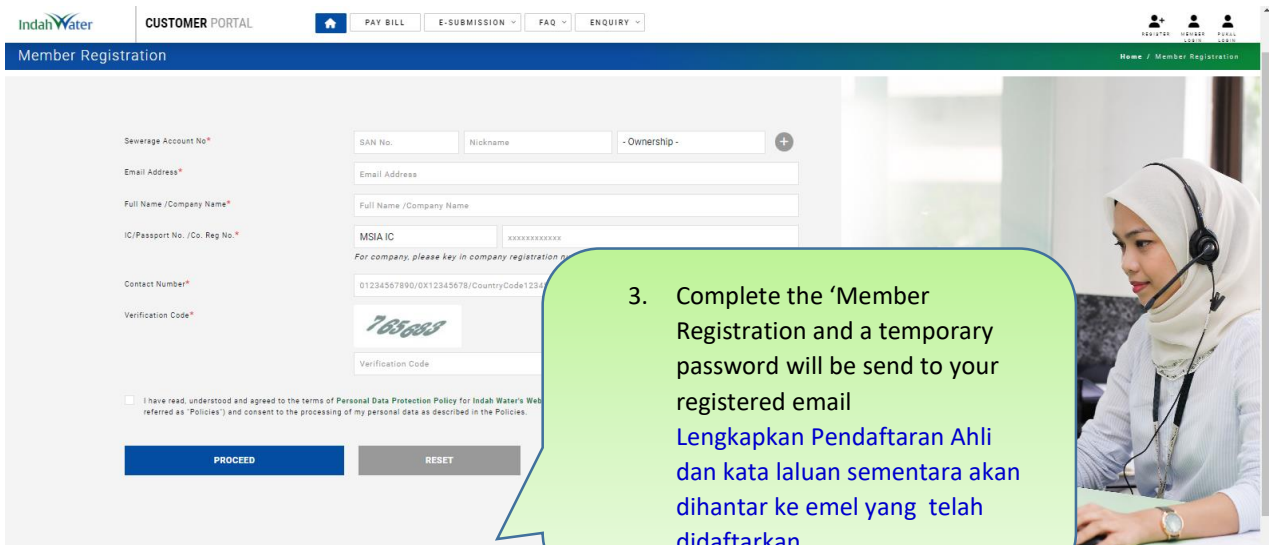 IndahWater
CUSTOMER PORTAL
PAY BILL
E-SUBMISSION
FAQ
ENQUIRY
REGISTER
MEMBER LOGIN
PUKAL LOGIN
Member Registration
Home / Member Registration
Sewerage Account No*
SAN No.
Nickname
- Ownership -
Email Address*
Email Address
Full Name /Company Name*
Full Name /Company Name
IC/Passport No. /Co. Reg No.*
MSIA IC
xxxxxxxxxxxx
For company, please key in company registration
Contact Number*
01234567890/0X12345678/CountryCode1234
Verification Code*
765683
Verification Code
I have read, understood and agreed to the terms of Personal Data Protection Policy for Indah Water's Web
referred as "Policies") and consent to the processing of my personal data as described in the Policies.
PROCEED
RESET
3. Complete the ‘Member
Registration and a temporary
password will be send to your
registered email
Lengkapkan Pendaftaran Ahli
dan kata laluan sementara akan
dihantar ke emel yang telah
didaftarkan